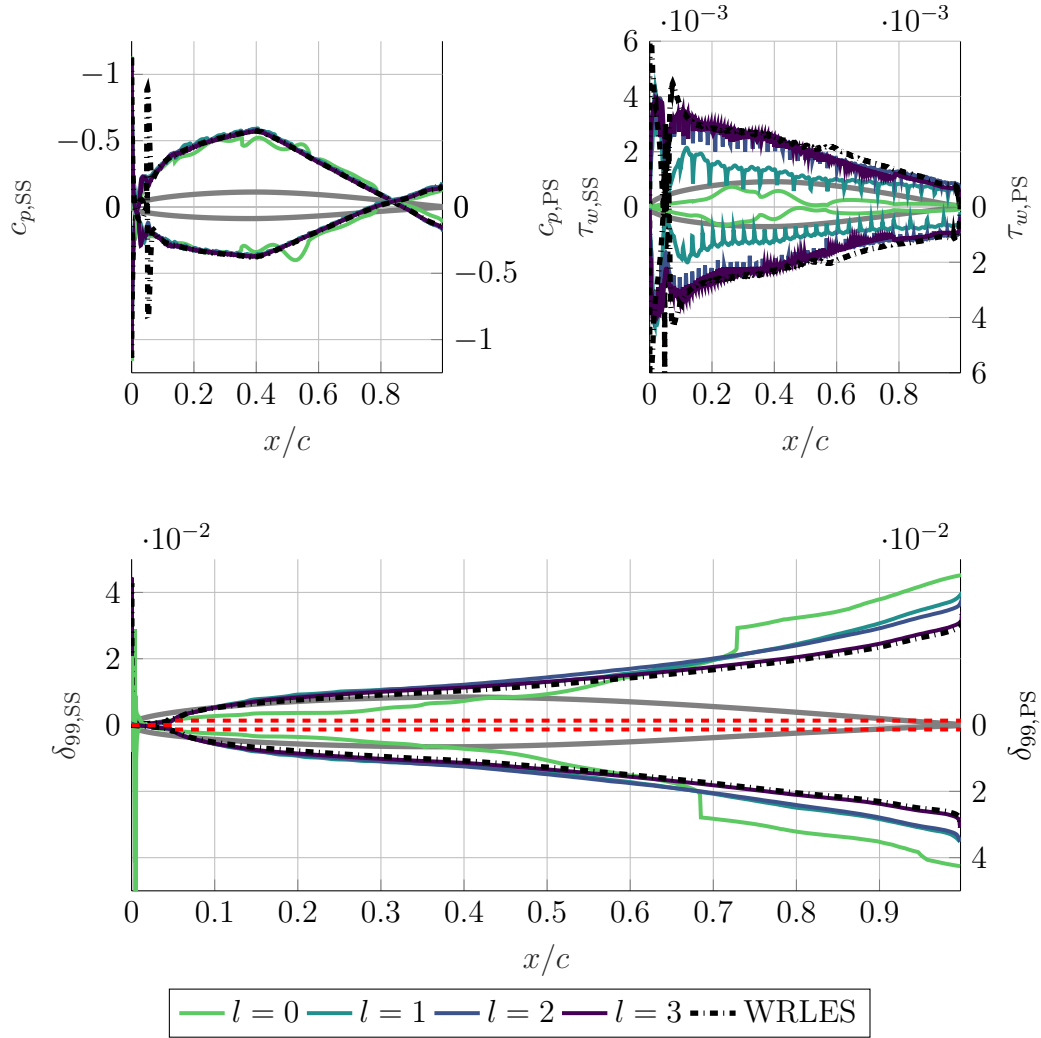 ·10⁻³ ·10⁻³
−1 6
−0.5 4
2
0 0 0 0
−0.5 2
−1 4
6
c_{p,SS} c_{p,PS} τ_{w,SS} τ_{w,PS}
0 0.2 0.4 0.6 0.8 0 0.2 0.4 0.6 0.8
x/c x/c
·10⁻² ·10⁻²
4
2
0 0
2
4
δ_{99,SS} δ_{99,PS}
0 0.1 0.2 0.3 0.4 0.5 0.6 0.7 0.8 0.9
x/c
l = 0 l = 1 l = 2 l = 3 WRLES